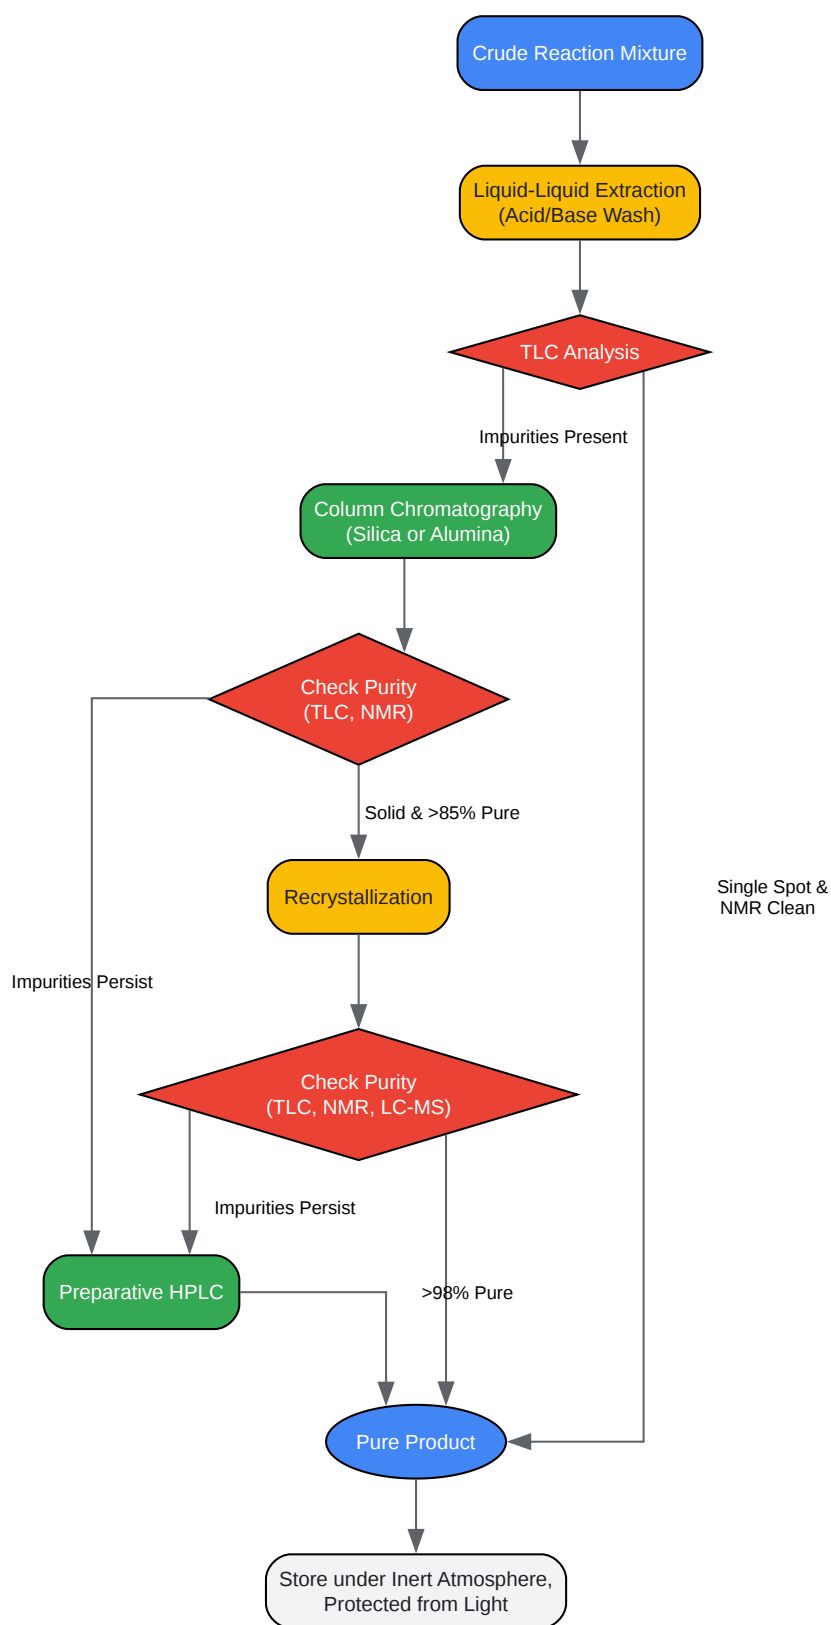 Crude Reaction Mixture
Liquid-Liquid Extraction
(Acid/Base Wash)
TLC Analysis
Impurities Present
Column Chromatography
(Silica or Alumina)
Check Purity
(TLC, NMR)
Solid & >85% Pure
Single Spot &
NMR Clean
Recrystallization
Impurities Persist
Check Purity
(TLC, NMR, LC-MS)
Impurities Persist
Preparative HPLC
>98% Pure
Pure Product
Store under Inert Atmosphere,
Protected from Light